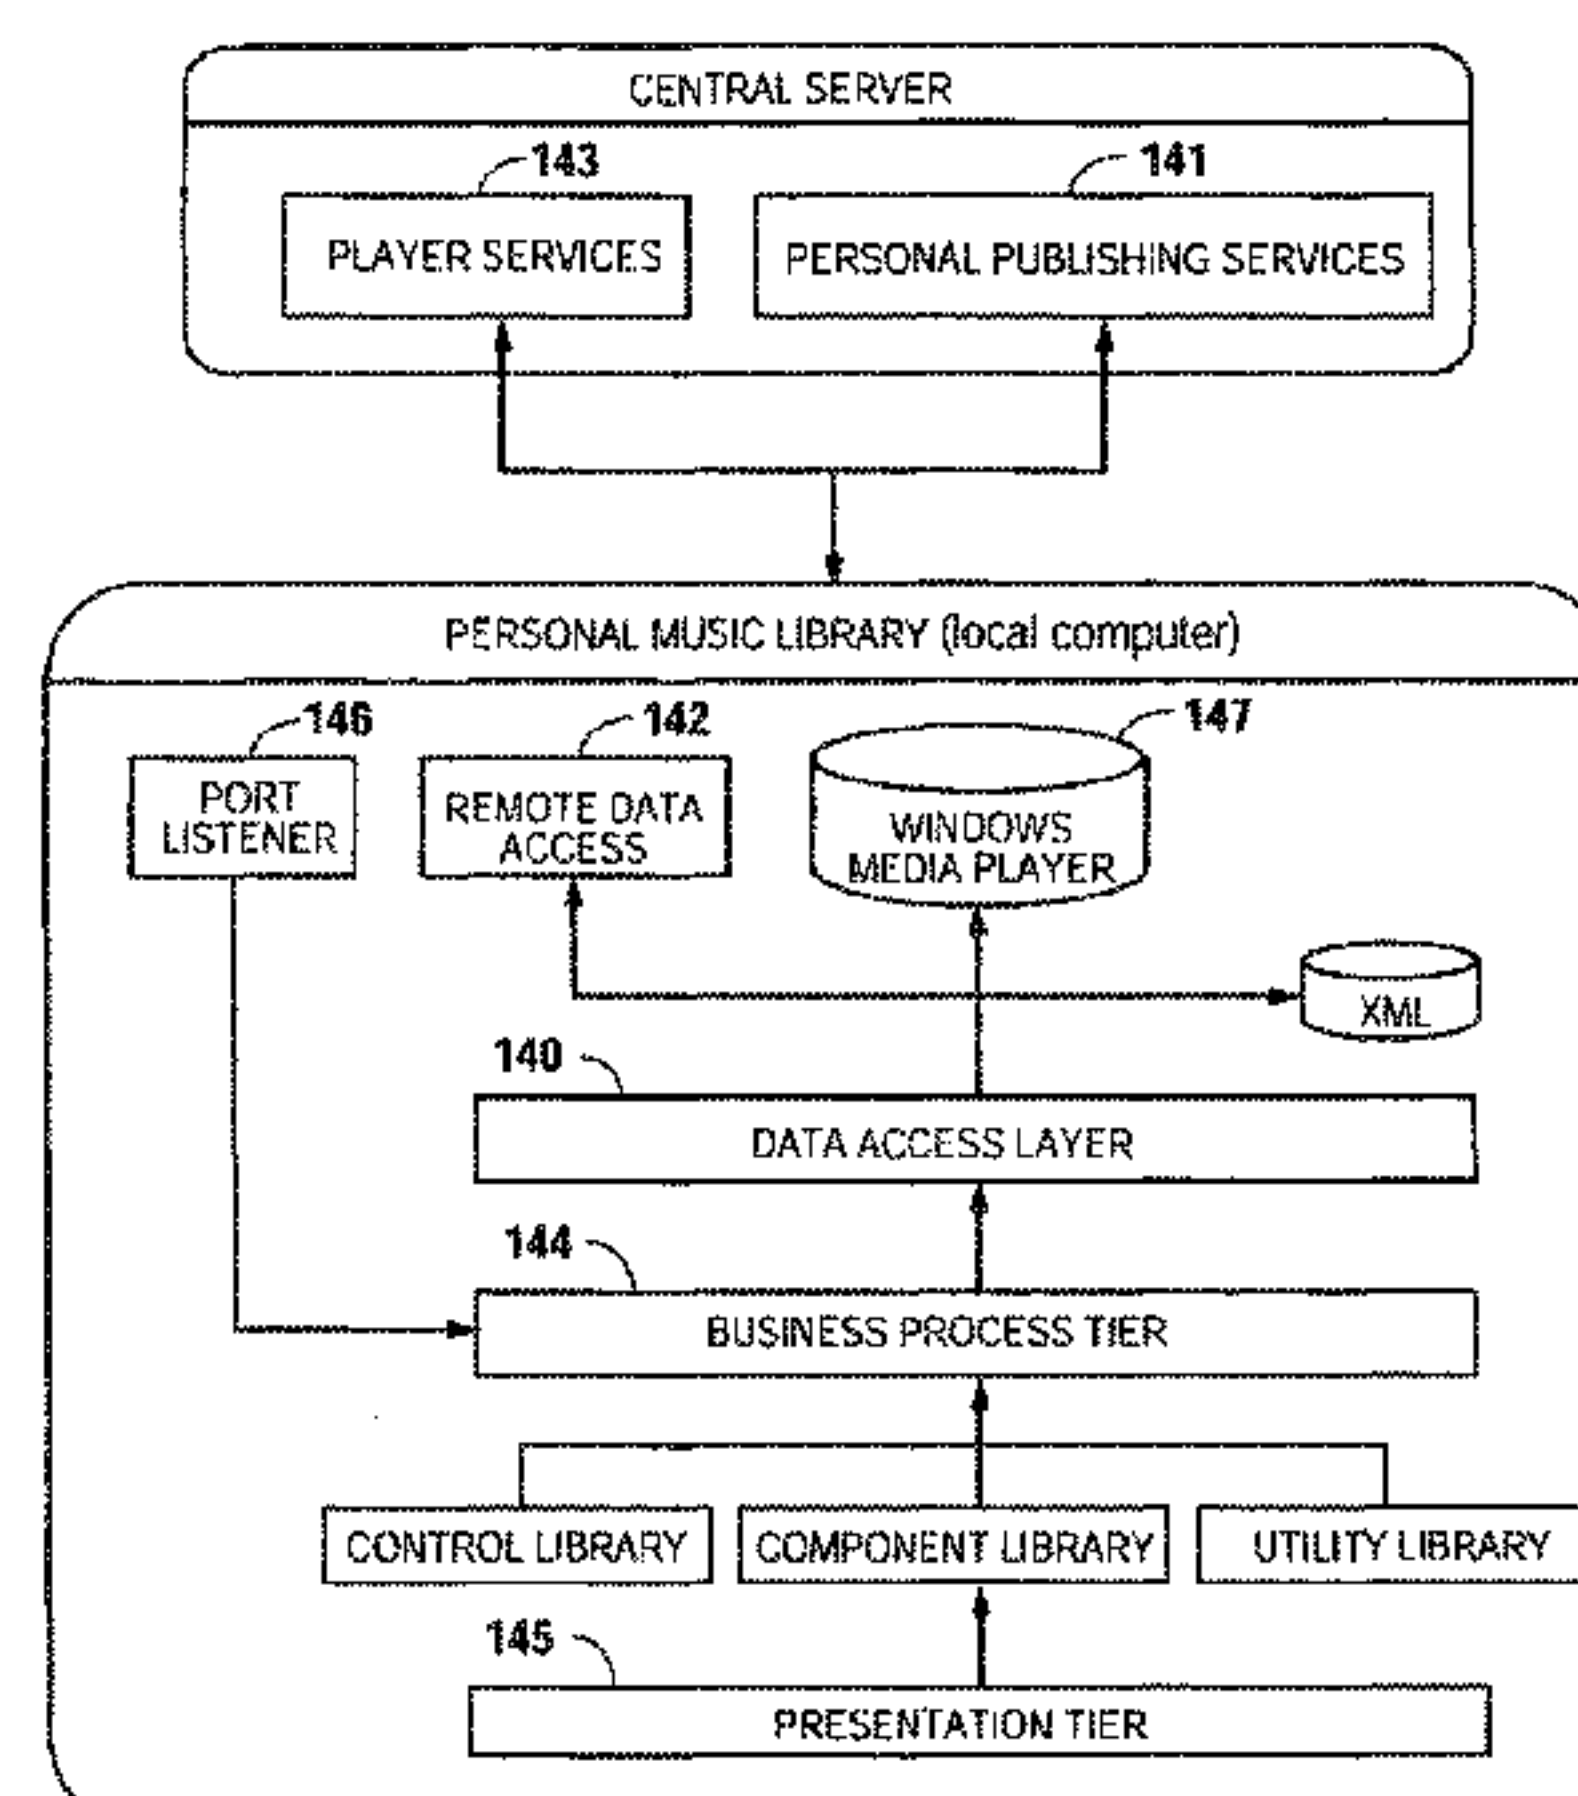 CENTRAL SERVER
143
141
PLAYER SERVICES
PERSONAL PUBLISHING SERVICES
PERSONAL MUSIC LIBRARY (local computer)
146
142
147
PORT
LISTENER
REMOTE DATA
ACCESS
WINDOWS
MEDIA PLAYER
XML
140
DATA ACCESS LAYER
144
BUSINESS PROCESS TIER
CONTROL LIBRARY
COMPONENT LIBRARY
UTILITY LIBRARY
145
PRESENTATION TIER